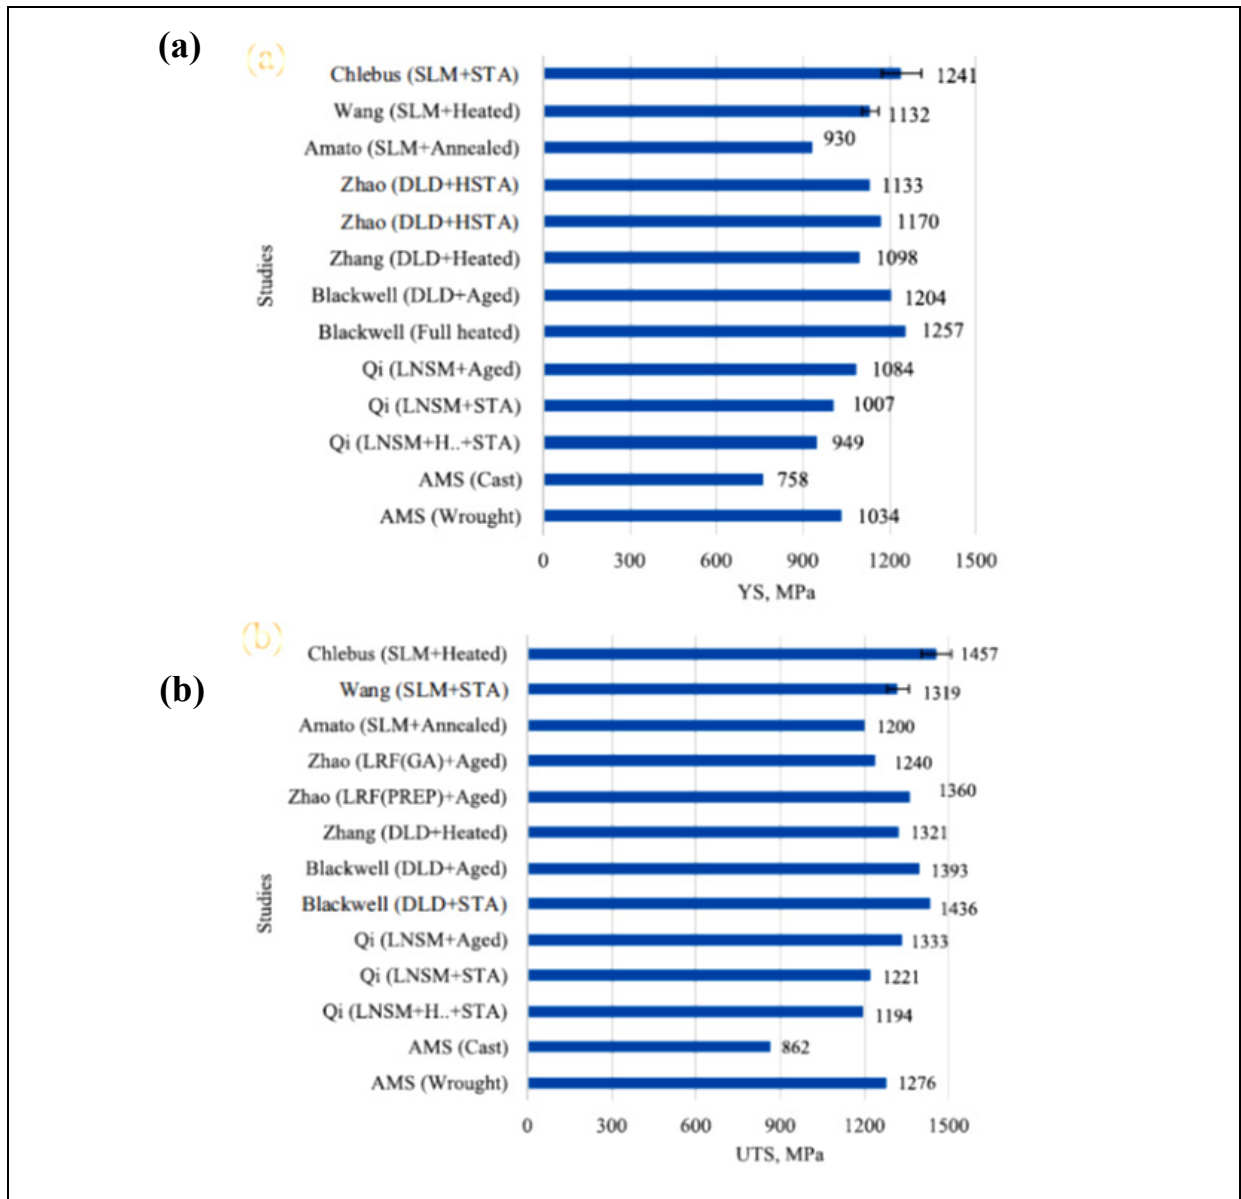 (a)
(a)
Chlebus (SLM+STA) 1241
Wang (SLM+Heated) 1132
Amato (SLM+Annealed) 930
Zhao (DLD+HSTA) 1133
Zhao (DLD+HSTA) 1170
Zhang (DLD+Heated) 1098
Blackwell (DLD+Aged) 1204
Blackwell (Full heated) 1257
Qi (LNSM+Aged) 1084
Qi (LNSM+STA) 1007
Qi (LNSM+H..+STA) 949
AMS (Cast) 758
AMS (Wrought) 1034
Studies
0 300 600 900 1200 1500
YS, MPa
(b)
(b)
Chlebus (SLM+Heated) 1457
Wang (SLM+STA) 1319
Amato (SLM+Annealed) 1200
Zhao (LRF(GA)+Aged) 1240
Zhao (LRF(PREP)+Aged) 1360
Zhang (DLD+Heated) 1321
Blackwell (DLD+Aged) 1393
Blackwell (DLD+STA) 1436
Qi (LNSM+Aged) 1333
Qi (LNSM+STA) 1221
Qi (LNSM+H..+STA) 1194
AMS (Cast) 862
AMS (Wrought) 1276
Studies
0 300 600 900 1200 1500
UTS, MPa